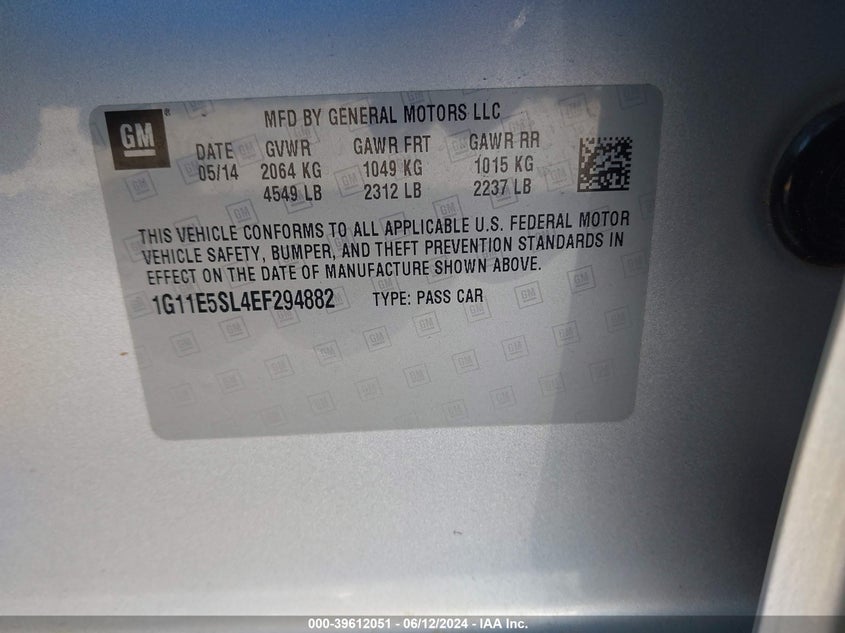 GM ®
MFD BY GENERAL MOTORS LLC
DATE GVWR GAWR FRT GAWR RR
05/14 2064 KG 1049 KG 1015 KG
4549 LB 2312 LB 2237 LB
THIS VEHICLE CONFORMS TO ALL APPLICABLE U.S. FEDERAL MOTOR
VEHICLE SAFETY, BUMPER, AND THEFT PREVENTION STANDARDS IN
EFFECT ON THE DATE OF MANUFACTURE SHOWN ABOVE.
1G11E5SL4EF294882 TYPE: PASS CAR
000-39612051 - 06/12/2024 - IAA Inc.